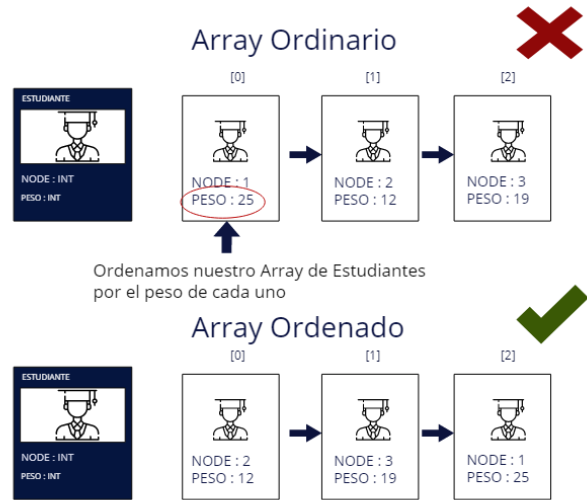 Array Ordinario
[0] [1] [2]
ESTUDIANTE
NODE : INT
PESO : INT
NODE : 1
PESO : 25
NODE : 2
PESO : 12
NODE : 3
PESO : 19
Ordenamos nuestro Array de Estudiantes
por el peso de cada uno
Array Ordenado
[0] [1] [2]
ESTUDIANTE
NODE : INT
PESO : INT
NODE : 2
PESO : 12
NODE : 3
PESO : 19
NODE : 1
PESO : 25